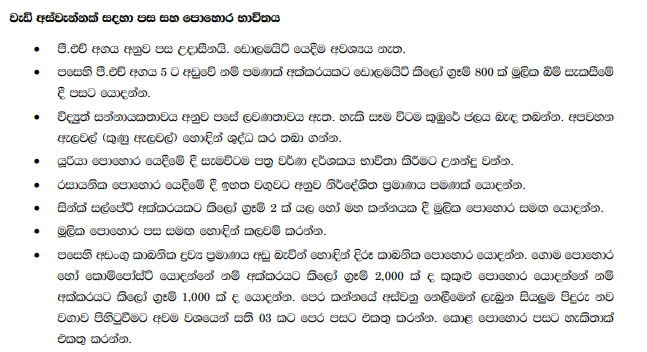 වැඩි අස්වැන්නක් සදහා පස සහ පොහොර භාවිතය
• පී.එච් අගය අනුව පස උදාසීනයි. ඩොලමයිට් යෙදීම අවශ්‍යය නැත.
• පසෙහි පී.එච් අගය 5 ට අඩුවේ නම් පමණක් අක්කරයකට ඩොලමයිට් කිලෝ ග්‍රෑම් 800 ක් මූලික බිම් සැකසීමේ
දී පසට යොදන්න.
• විද්‍යුත් සන්නායකතාවය අනුව පසේ ලවණතාවය ඇත. හැකි සෑම විටම කුඹුරේ ජලය බැඳ තබන්න. අපවහන
ඇලවල් (කුණු ඇලවල්) හොඳින් ශුද්ධ කර තබා ගන්න.
• යූරියා පොහොර යෙදීමේ දී සැමවිටම පත්‍ර වර්ණ දර්ශකය භාවිතා කිරීමට උනන්දු වන්න.
• රසායනික පොහොර යෙදීමේ දී ඉහත වගුවට අනුව නිර්දේශිත ප්‍රමාණය පමණක් යොදන්න.
• සින්ක් සල්පේට් අක්කරයකට කිලෝ ග්‍රෑම් 2 ක් යල හෝ මහ කන්නයක දී මූලික පොහොර සමඟ යොදන්න.
• මූලික පොහොර පස සමඟ හොඳින් කලවම් කරන්න.
• පසෙහි අඩංගු කාබනික ද්‍රව්‍ය ප්‍රමාණය අඩු බැවින් හොඳින් දිරූ කාබනික පොහොර යොදන්න. ගොම පොහොර
හෝ කොම්පෝස්ට් යොදන්නේ නම් අක්කරයට කිලෝ ග්‍රෑම් 2,000 ක් ද කුකුළු පොහොර යොදන්නේ නම්
අක්කරයකට කිලෝ ග්‍රෑම් 1,000 ක් ද යොදන්න. පෙර කන්නයේ අස්වනු නෙලීමෙන් ලැබුන සියලුම පිදුරු නව
වගාව පිහිටුවීමට අවම වශයෙන් සති 03 කට පෙර පසට එකතු කරන්න. කොළ පොහොර පසට හැකිතාක්
එකතු කරන්න.